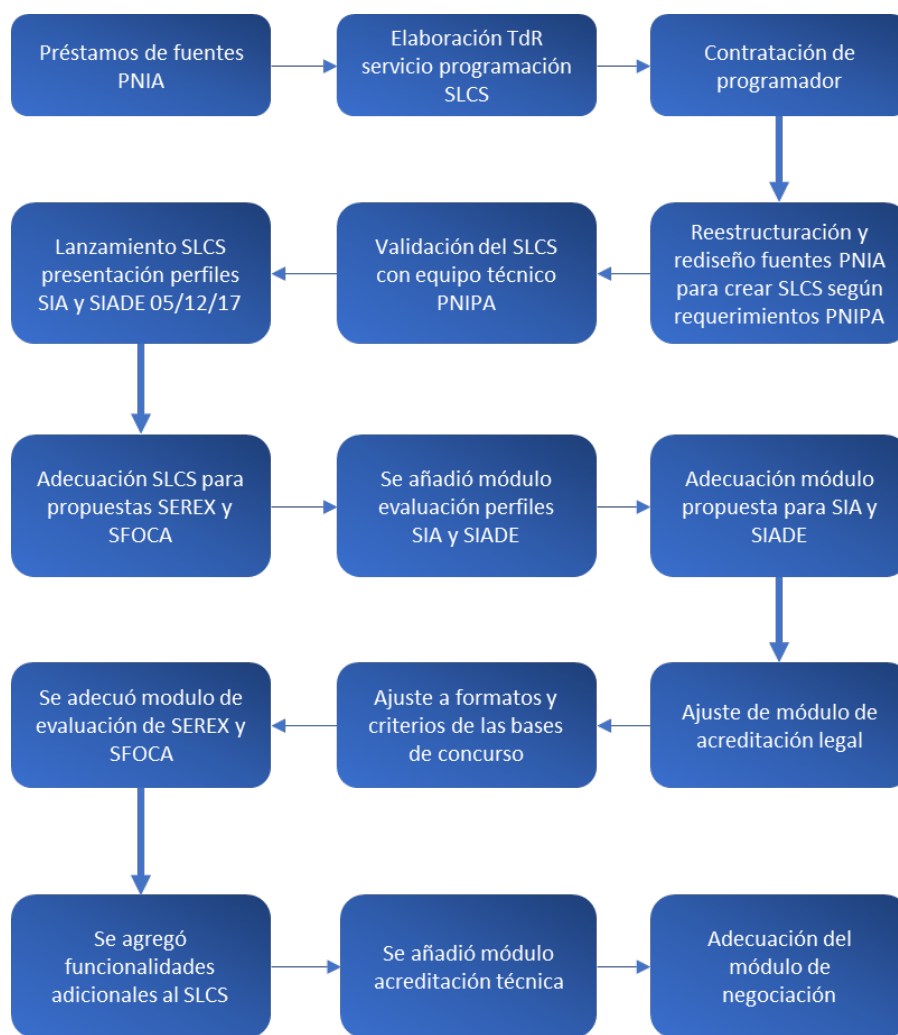 Préstamos de fuentes
PNIA
Elaboración TdR
servicio programación
SLCS
Contratación de
programador
Reestructuración y
rediseño fuentes PNIA
para crear SLCS según
requerimientos PNIPA
Validación del SLCS
con equipo técnico
PNIPA
Lanzamiento SLCS
presentación perfiles
SIA y SIADE 05/12/17
Adecuación SLCS para
propuestas SEREX y
SFOCA
Se añadió módulo
evaluación perfiles
SIA y SIADE
Adecuación módulo
propuesta para SIA y
SIADE
Ajuste de módulo de
acreditación legal
Ajuste a formatos y
criterios de las bases
de concurso
Se adecuó modulo de
evaluación de SEREX y
SFOCA
Se agregó
funcionalidades
adicionales al SLCS
Se añadió módulo
acreditación técnica
Adecuación del
módulo de
negociación